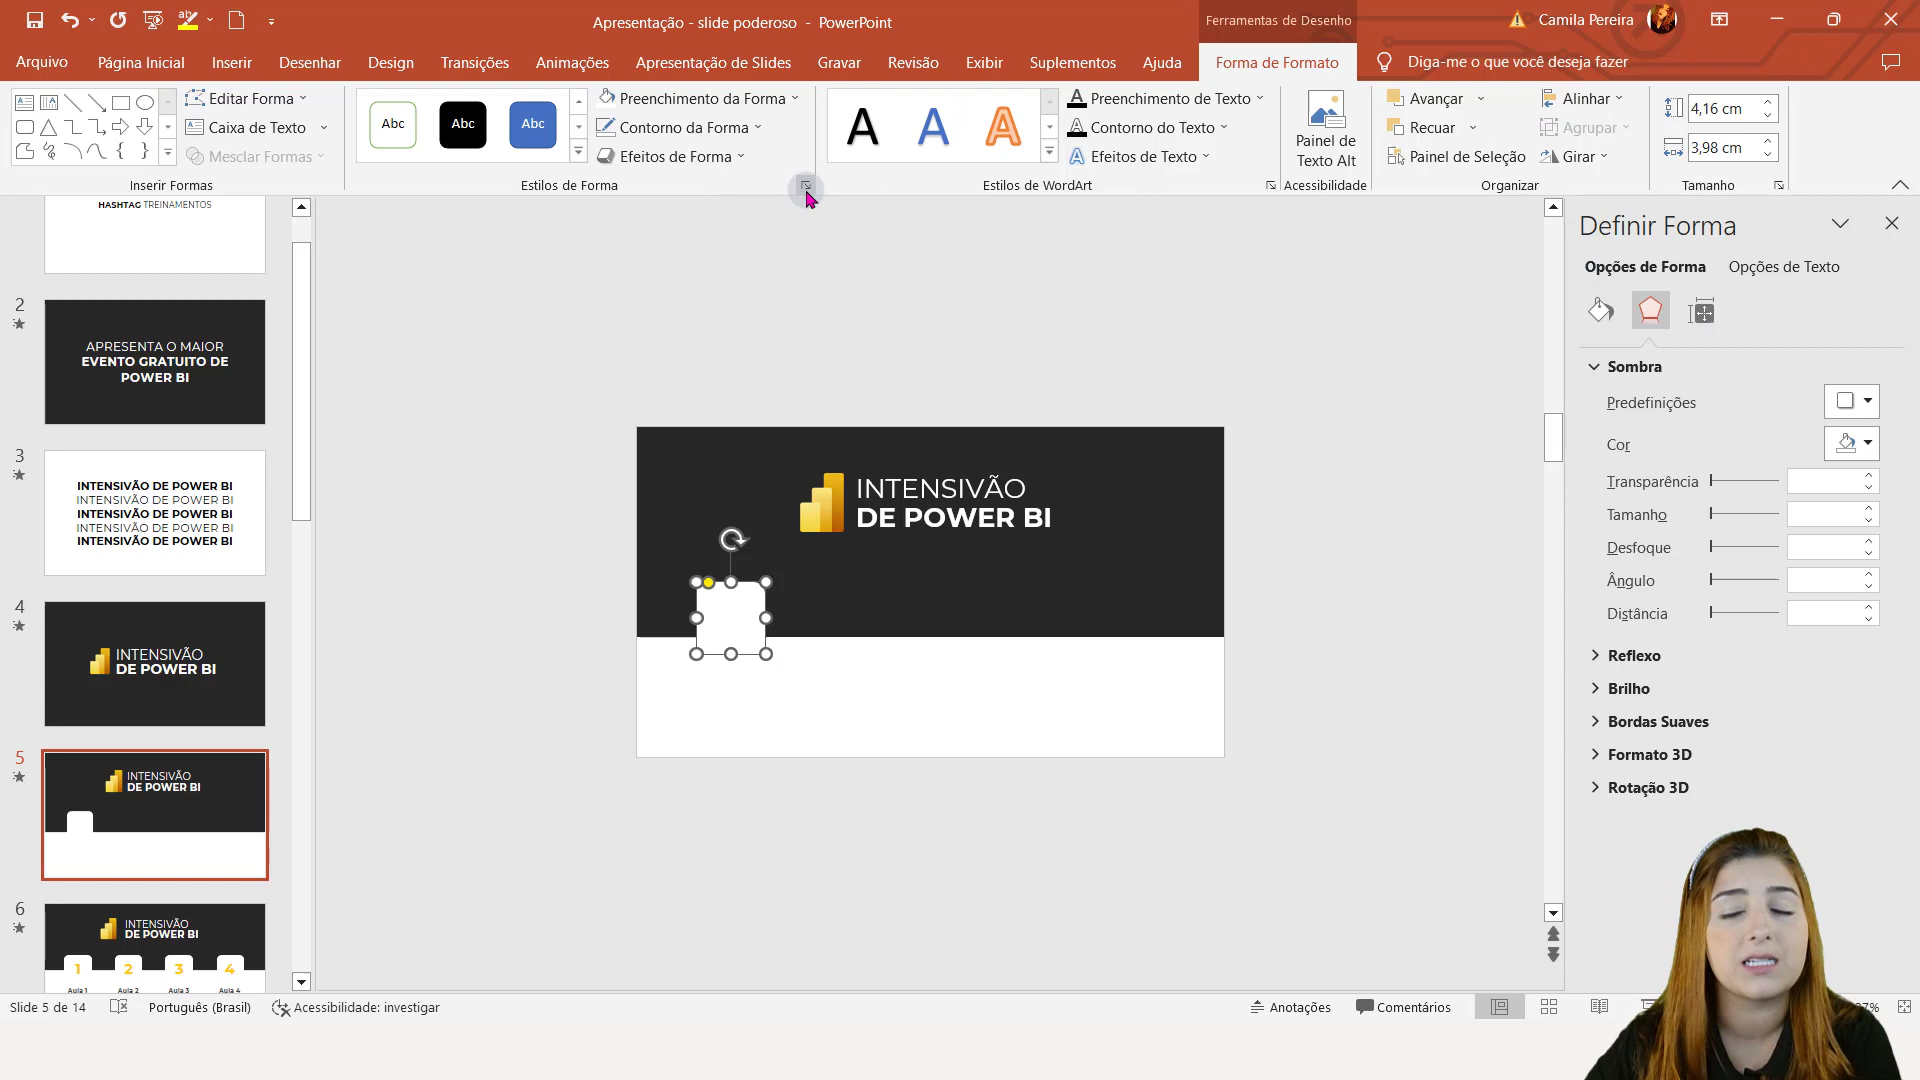 Apresentação - slide poderoso - PowerPoint
Ferramentas de Desenho
Camila Pereira
Arquivo
Página Inicial
Inserir
Desenhar
Design
Transições
Animações
Apresentação de Slides
Gravar
Revisão
Exibir
Suplementos
Ajuda
Forma de Formato
Diga-me o que você deseja fazer
Editar Forma
Caixa de Texto
Mesclar Formas
Inserir Formas
Abc
Abc
Abc
Preenchimento da Forma
Contorno da Forma
Efeitos de Forma
Estilos de Forma
A
A
A
Preenchimento de Texto
Contorno do Texto
Efeitos de Texto
Estilos de WordArt
Painel de
Texto Alt
Acessibilidade
Avançar
Recuar
Painel de Seleção
Alinhar
Agrupar
Girar
Organizar
4,16 cm
3,98 cm
Tamanho
HASHTAG TREINAMENTOS
2
APRESENTA O MAIOR
EVENTO GRATUITO DE
POWER BI
3
INTENSIVÃO DE POWER BI
INTENSIVÃO DE POWER BI
INTENSIVÃO DE POWER BI
INTENSIVÃO DE POWER BI
INTENSIVÃO DE POWER BI
4
INTENSIVÃO
DE POWER BI
5
INTENSIVÃO
DE POWER BI
6
INTENSIVÃO
DE POWER BI
1 2 3 4
Aula 1 Aula 2 Aula 3 Aula 4
INTENSIVÃO
DE POWER BI
Definir Forma
Opções de Forma
Opções de Texto
Sombra
Predefinições
Cor
Transparência
Tamanho
Desfoque
Ângulo
Distância
Reflexo
Brilho
Bordas Suaves
Formato 3D
Rotação 3D
Slide 5 de 14
Português (Brasil)
Acessibilidade: investigar
Anotações
Comentários